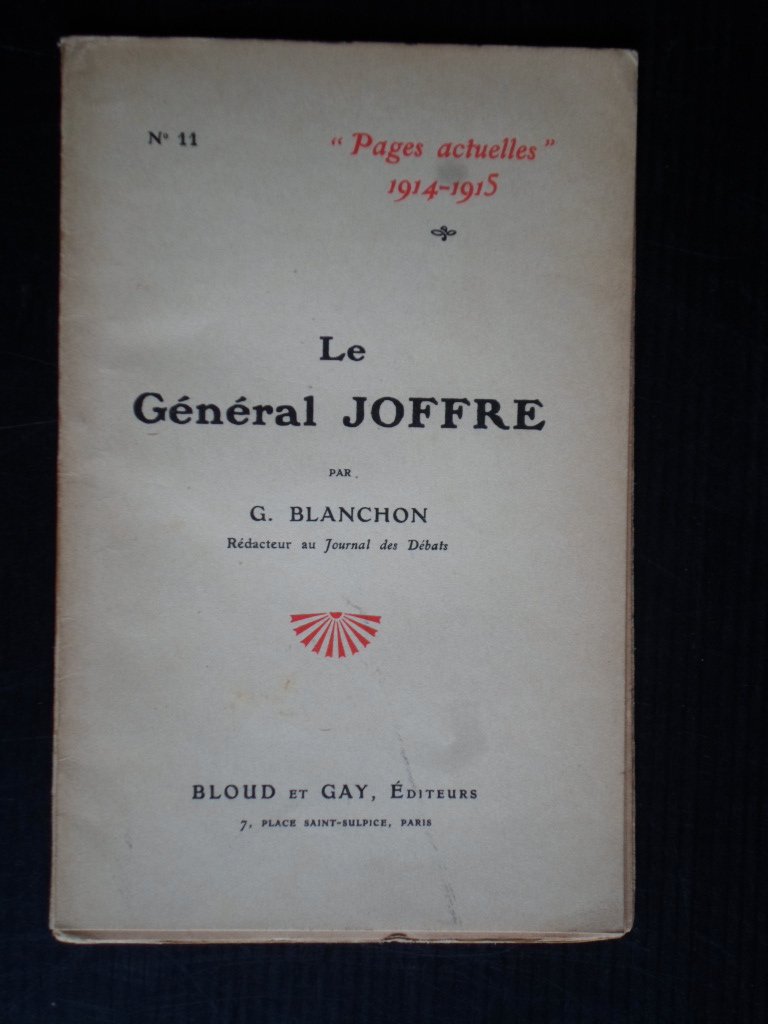 Nº 11
“ Pages actuelles ”
1914-1915
Le
Général JOFFRE
PAR
G. BLANCHON
Rédacteur au Journal des Débats
BLOUD ET GAY, ÉDITEURS
7, PLACE SAINT-SULPICE, PARIS